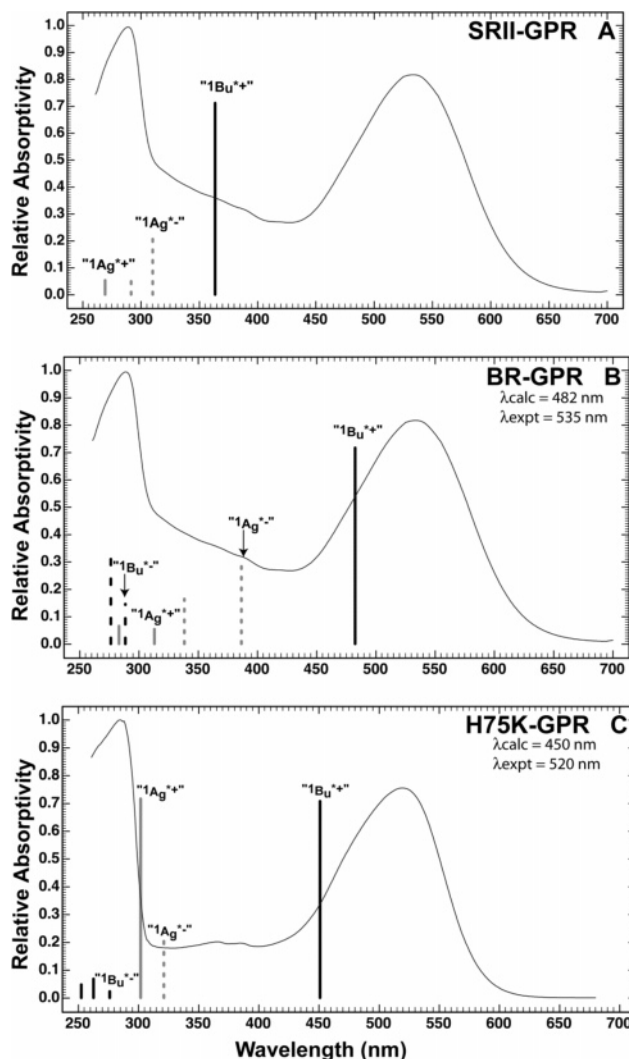 SRII-GPR A
Relative Absorptivity
1.0
0.9
0.8
0.7
0.6
0.5
0.4
0.3
0.2
0.1
0.0
"1Bu*+"
"1Ag*-"
"1Ag*+"
250 300 350 400 450 500 550 600 700
BR-GPR B
λcalc = 482 nm
λexpt = 535 nm
Relative Absorptivity
1.0
0.9
0.8
0.7
0.6
0.5
0.4
0.3
0.2
0.1
0.0
"1Bu*+"
"1Ag*-"
"1Bu*-"
"1Ag*+"
250 300 350 400 450 500 550 600 700
H75K-GPR C
λcalc = 450 nm
λexpt = 520 nm
Relative Absorptivity
1.0
0.9
0.8
0.7
0.6
0.5
0.4
0.3
0.2
0.1
0.0
"1Ag*+"
"1Bu*+"
"1Ag*-"
"1Bu*-"
250 300 350 400 450 500 550 600 700
Wavelength (nm)